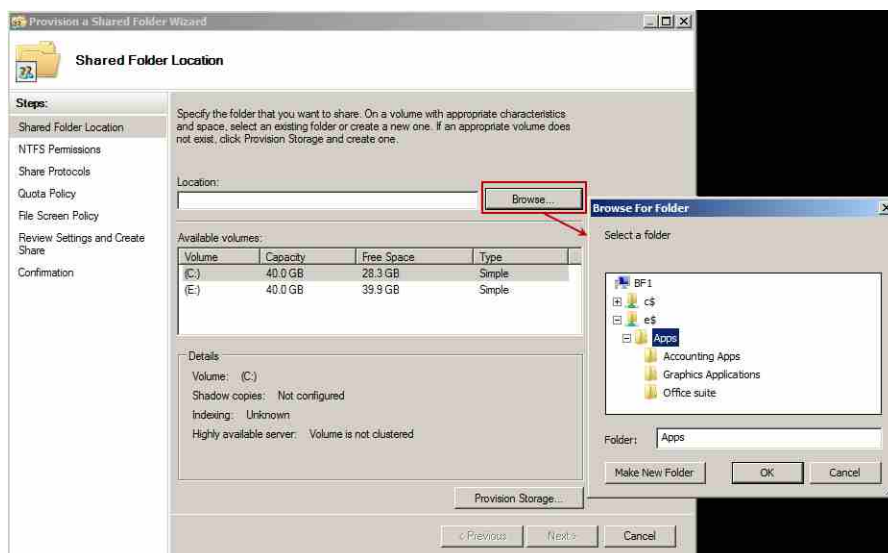 Provision a Shared Folder Wizard
Shared Folder Location
Steps:
Shared Folder Location
NTFS Permissions
Share Protocols
Quota Policy
File Screen Policy
Review Settings and Create
Share
Confirmation
Specify the folder that you want to share. On a volume with appropriate characteristics
and space, select an existing folder or create a new one. If an appropriate volume does
not exist, click Provision Storage and create one.
Location:
Browse...
Available volumes:
Volume Capacity Free Space Type
(C:) 40.0 GB 28.3 GB Simple
(E:) 40.0 GB 39.9 GB Simple
Details
Volume: (C:)
Shadow copies: Not configured
Indexing: Unknown
Highly available server: Volume is not clustered
Provision Storage...
< Previous Next > Cancel
Browse For Folder
Select a folder
BF1
c$
e$
Apps
Accounting Apps
Graphics Applications
Office suite
Folder: Apps
Make New Folder OK Cancel